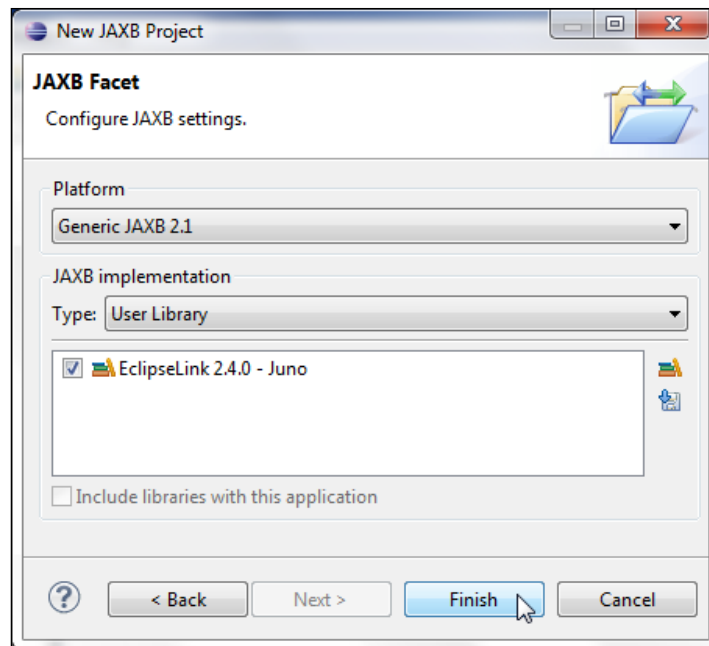 New JAXB Project
JAXB Facet
Configure JAXB settings.
Platform
Generic JAXB 2.1
JAXB implementation
Type: User Library
EclipseLink 2.4.0 - Juno
Include libraries with this application
? < Back Next > Finish Cancel